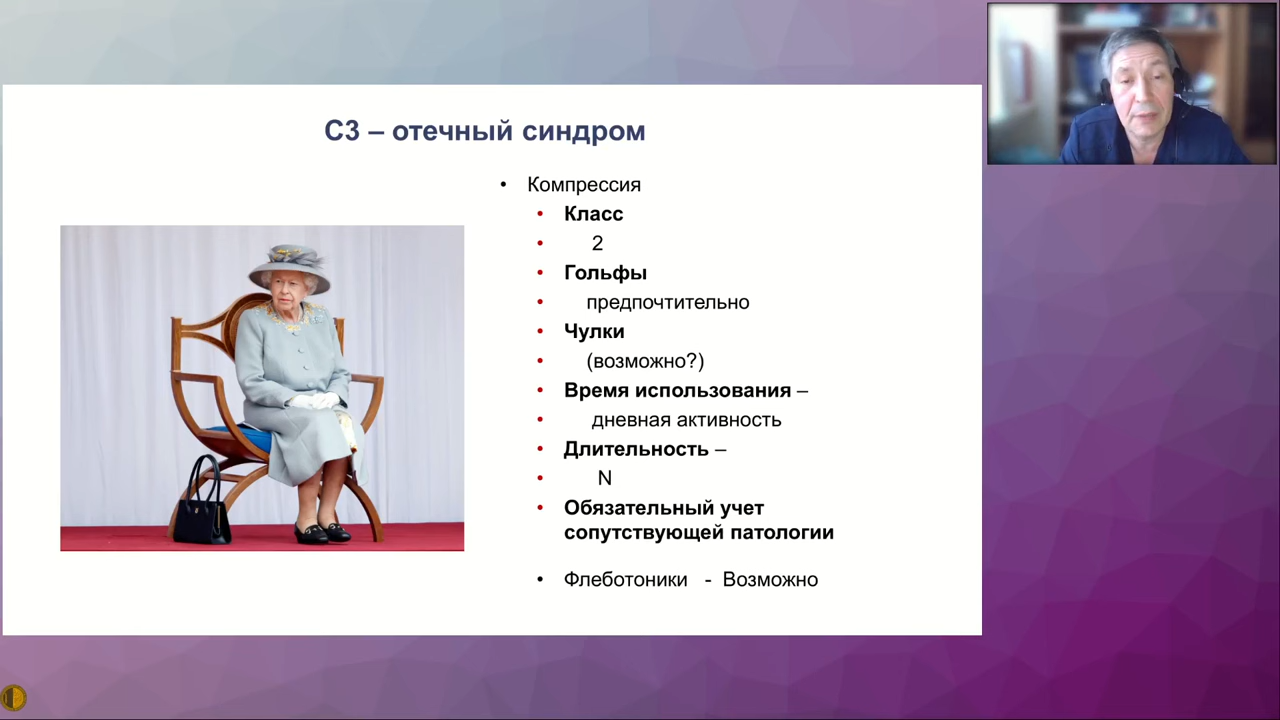 С3 – отечный синдром
• Компрессия
• Класс
• 2
• Гольфы
• предпочтительно
• Чулки
• (возможно?)
• Время использования –
• дневная активность
• Длительность –
• N
• Обязательный учет
сопутствующей патологии
• Флеботоники - Возможно